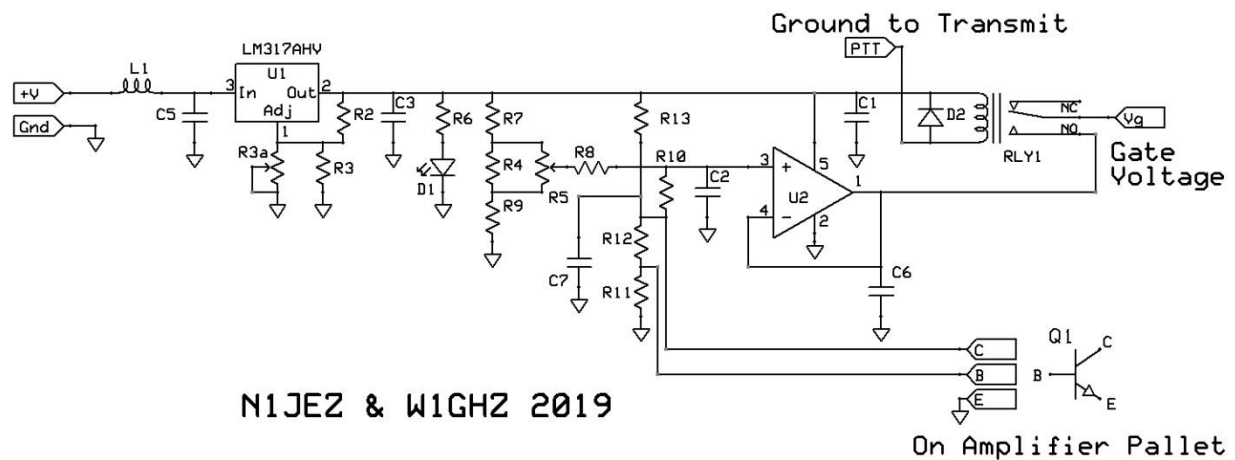 Ground to Transmit
PTT
LM317AHV
L1
U1
+V
3
In
Out
2
Adj
1
Gnd
C5
R3a
R3
R2
C3
R6
D1
R7
R4
R9
R5
R8
R13
R10
C2
C7
R12
R11
3
+
4
−
U2
5
2
1
C1
D2
RLY1
NC
NO
Vg
Gate
Voltage
C6
C
B
E
Q1
B
C
E
On Amplifier Pallet
N1JEZ & W1GHZ 2019